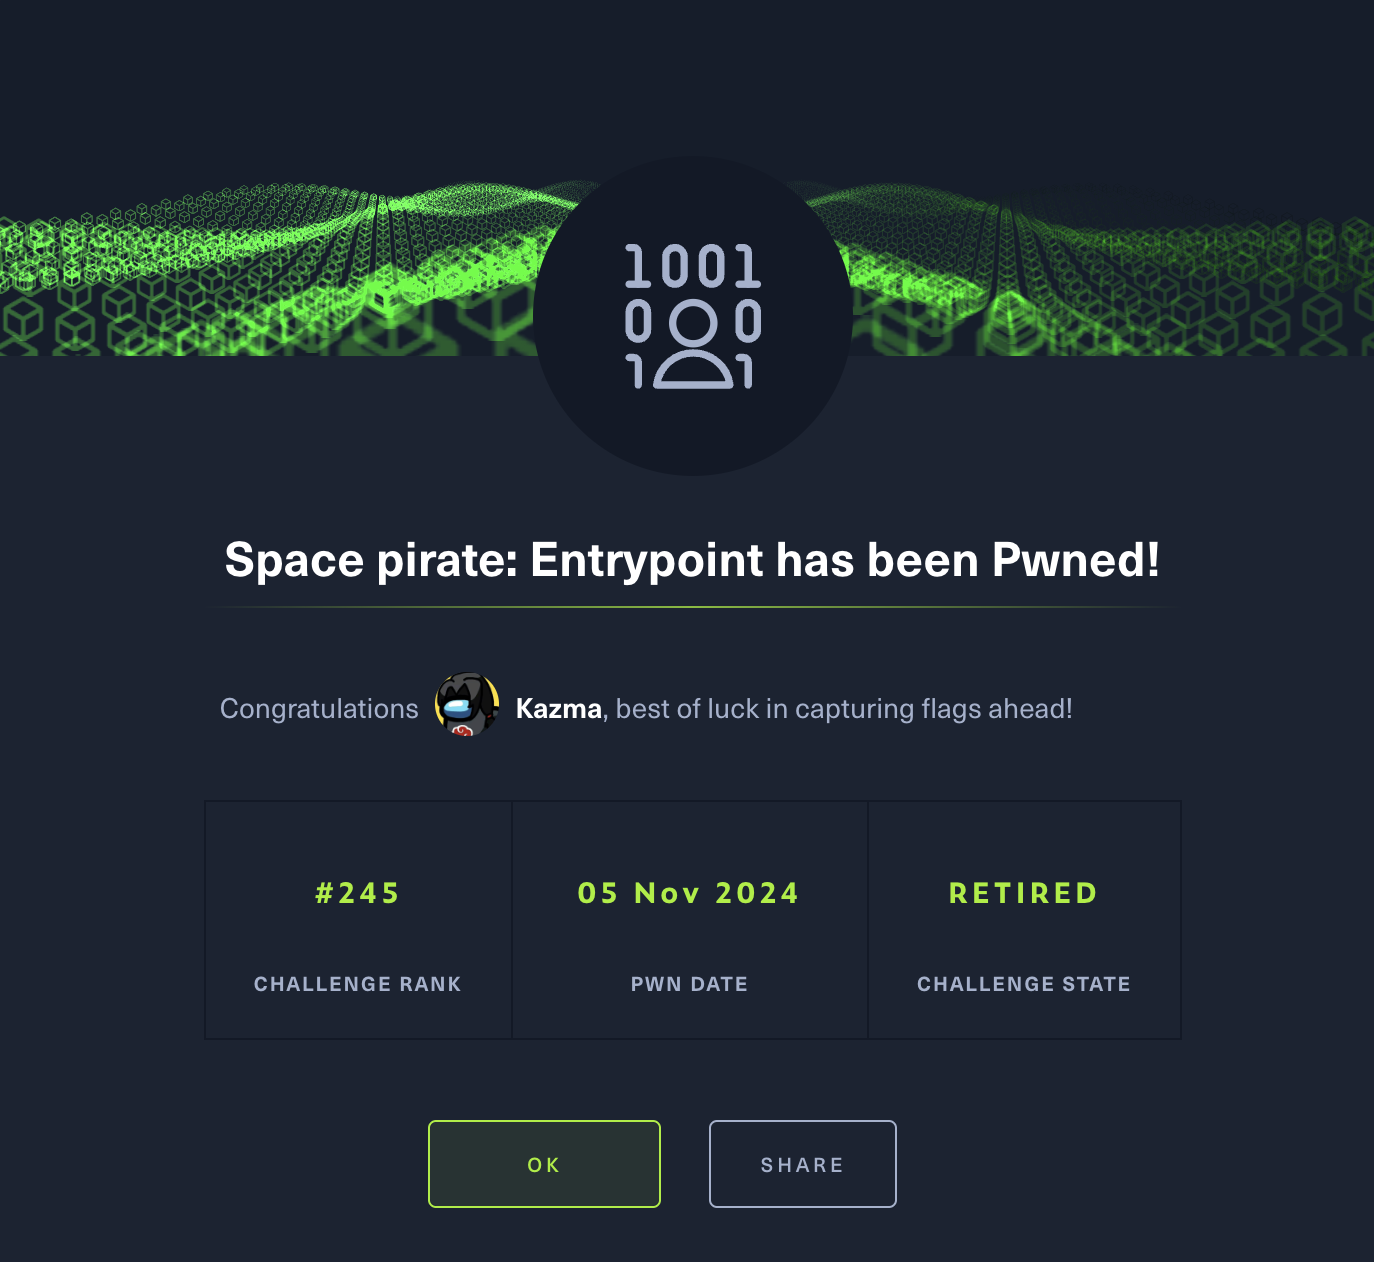 1001
0 0
1 1
Space pirate: Entrypoint has been Pwned!
Congratulations Kazma, best of luck in capturing flags ahead!
#245
05 Nov 2024
RETIRED
CHALLENGE RANK
PWN DATE
CHALLENGE STATE
OK
SHARE